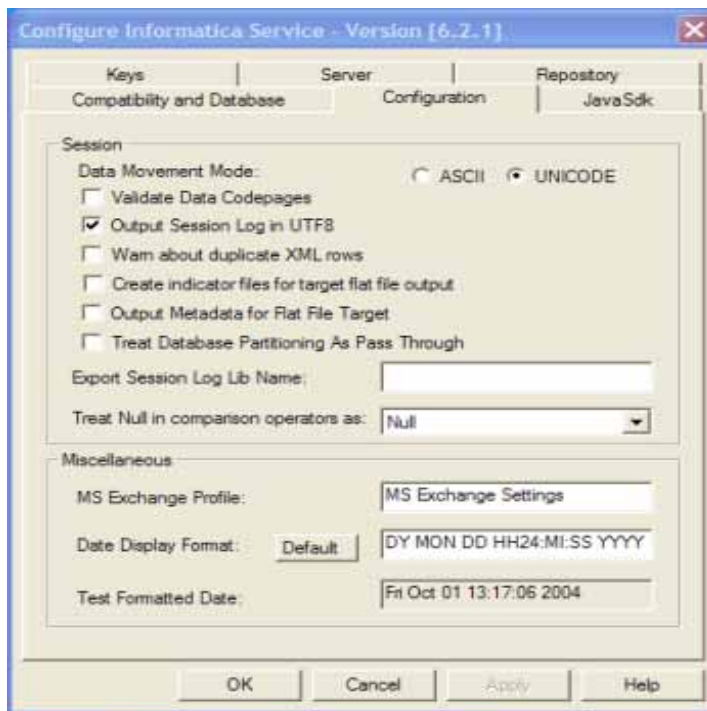 Configure Informatica Service - Version [6.2.1]
Keys Server Repository
Compatibility and Database Configuration JavaSdk
Session
Data Movement Mode: ASCII UNICODE
Validate Data Codepages
Output Session Log in UTF8
Warn about duplicate XML rows
Create indicator files for target flat file output
Output Metadata for Flat File Target
Treat Database Partitioning As Pass Through
Export Session Log Lib Name:
Treat Null in comparison operators as: Null
Miscellaneous
MS Exchange Profile: MS Exchange Settings
Date Display Format: Default DY MON DD HH24:MI:SS YYYY
Test Formatted Date: Fri Oct 01 13:17:06 2004
OK Cancel Apply Help